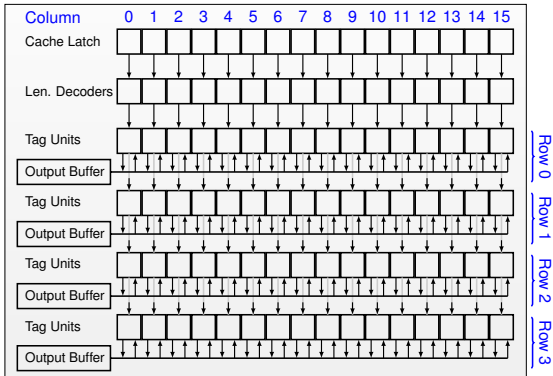 Column 0 1 2 3 4 5 6 7 8 9 10 11 12 13 14 15
Cache Latch
Len. Decoders
Tag Units
Row 0
Output Buffer
Tag Units
Row 1
Output Buffer
Tag Units
Row 2
Output Buffer
Tag Units
Row 3
Output Buffer